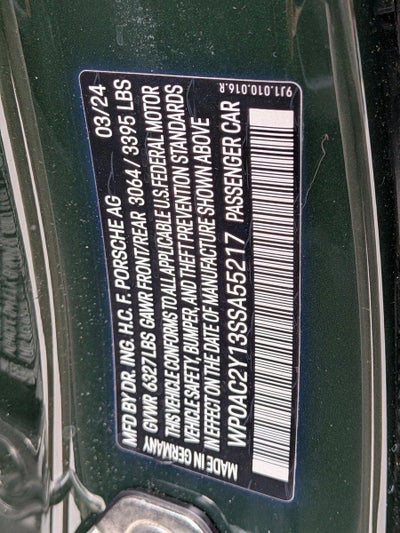 MFD BY DR. ING. H.C. F. PORSCHE AG 03/24
GVWR 6327 LBS GAWR FRONT/REAR 3064 / 3395 LBS
THIS VEHICLE CONFORMS TO ALL APPLICABLE U.S. FEDERAL MOTOR
VEHICLE SAFETY, BUMPER, AND THEFT PREVENTION STANDARDS
IN EFFECT ON THE DATE OF MANUFACTURE SHOWN ABOVE
WP0AC2Y13SSA55217 PASSENGER CAR
MADE IN GERMANY 9J1.010.016.R